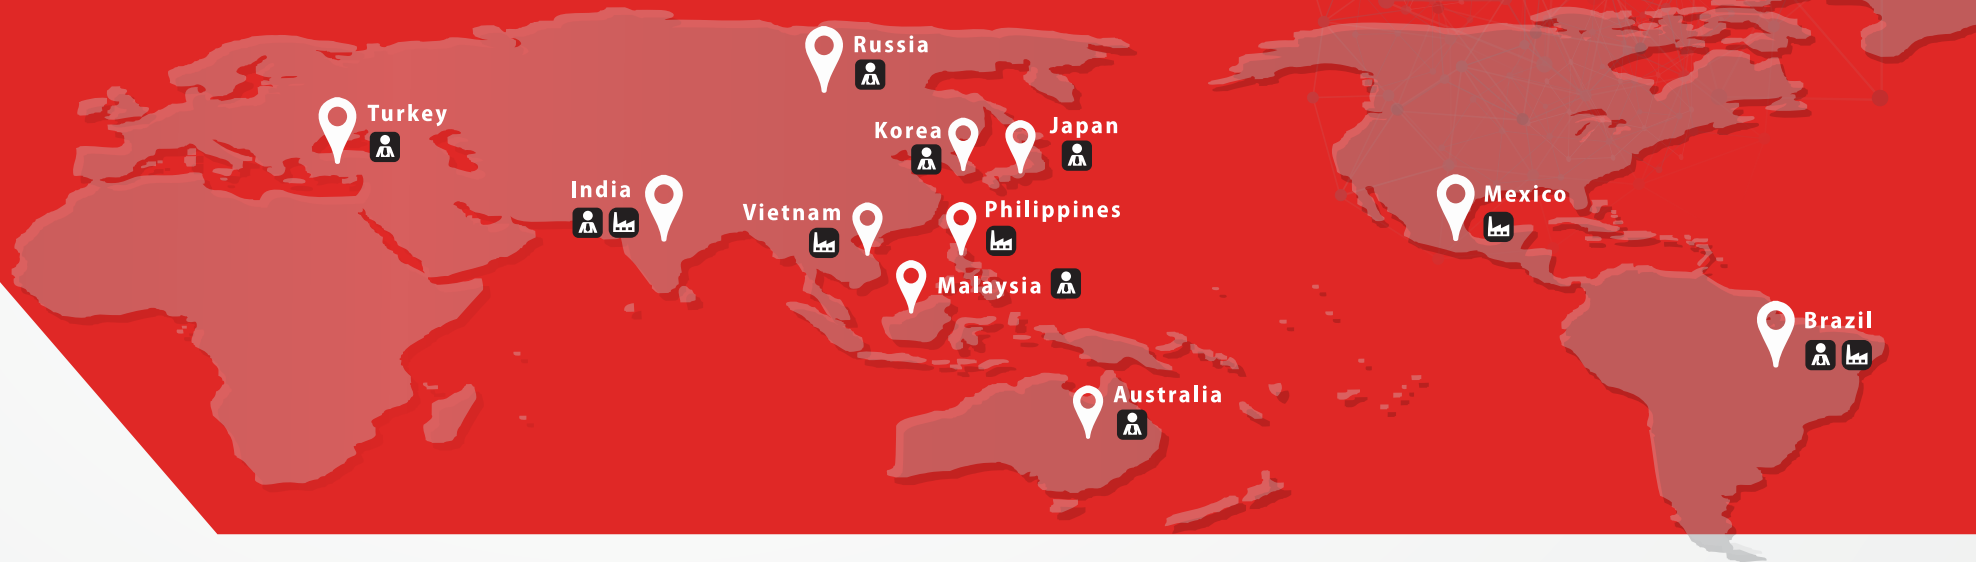 Russia
Turkey
Korea
Japan
India
Vietnam
Philippines
Mexico
Malaysia
Brazil
Australia